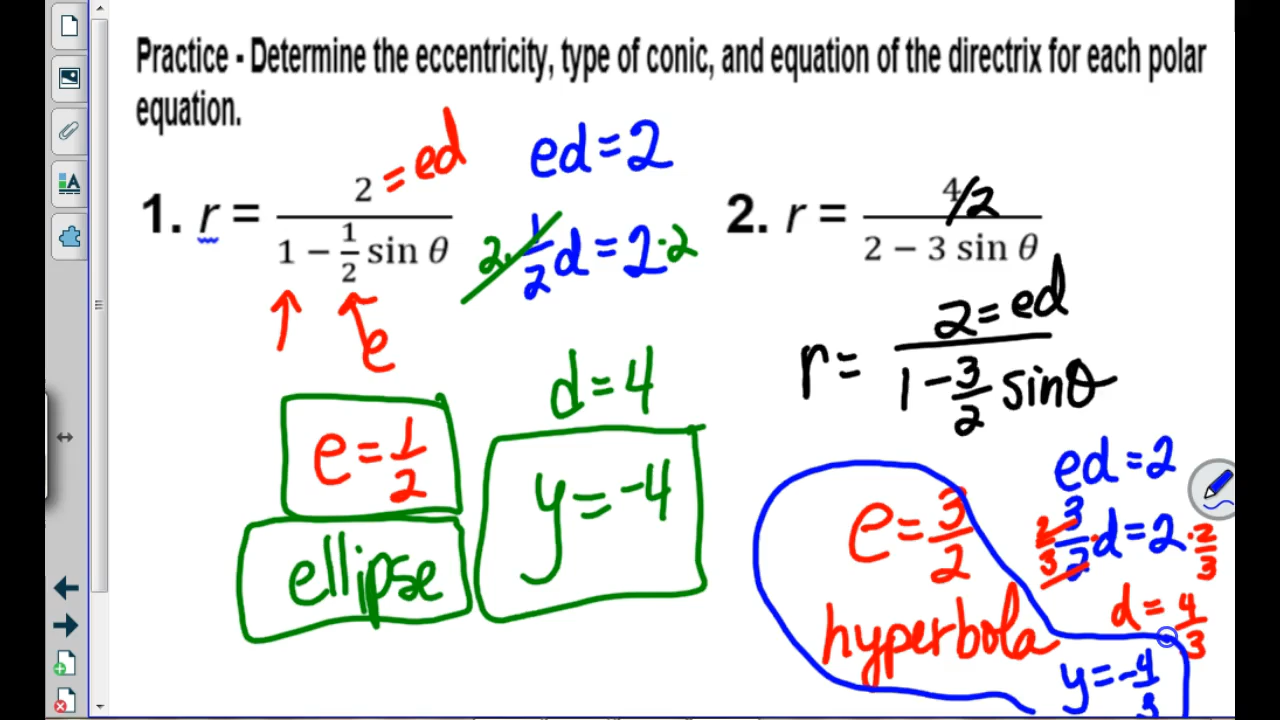 Practice - Determine the eccentricity, type of conic, and equation of the directrix for each polar
equation.
1. r = 2 / (1 − 1/2 sin θ)
= ed
e
ed = 2
2 · 1/2 d = 2 · 2
d = 4
y = -4
e = 1/2
ellipse
2. r = 4 / (2 − 3 sin θ)
/2
r = 2 = ed / (1 - 3/2 sinθ)
ed = 2
2/3 · 3/2 d = 2 · 2/3
d = 4/3
y = -4/3
e = 3/2
hyperbola